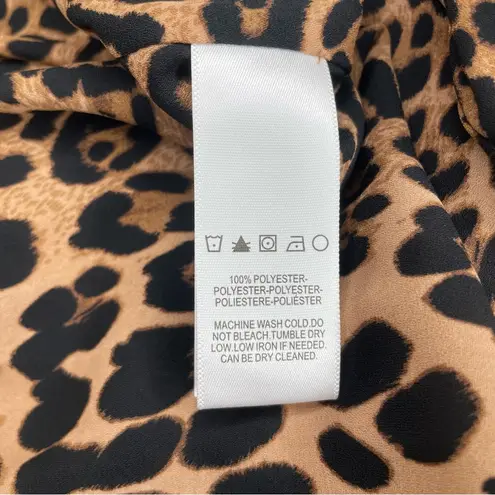 100% POLYESTER-
POLYESTER-POLYESTER-
POLIESTERE-POLIÉSTER
MACHINE WASH COLD.DO
NOT BLEACH.TUMBLE DRY
LOW.LOW IRON IF NEEDED.
CAN BE DRY CLEANED.